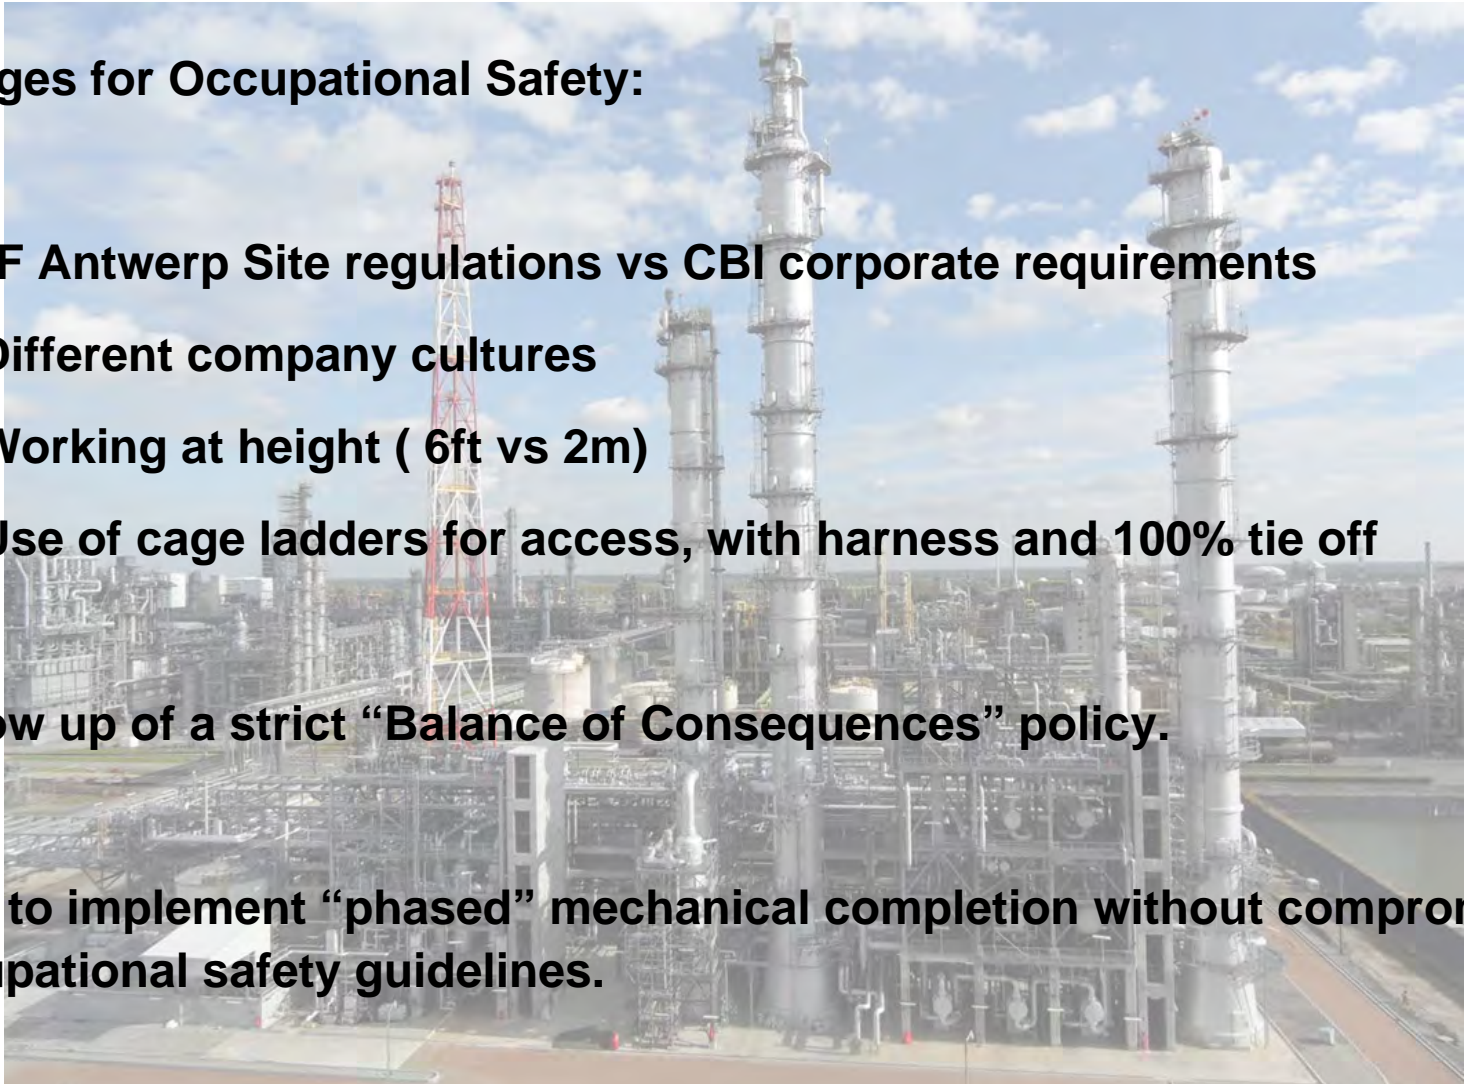 ges for Occupational Safety:
F Antwerp Site regulations vs CBI corporate requirements
Different company cultures
Working at height ( 6ft vs 2m)
Use of cage ladders for access, with harness and 100% tie off
ow up of a strict “Balance of Consequences” policy.
to implement “phased” mechanical completion without compror
upational safety guidelines.